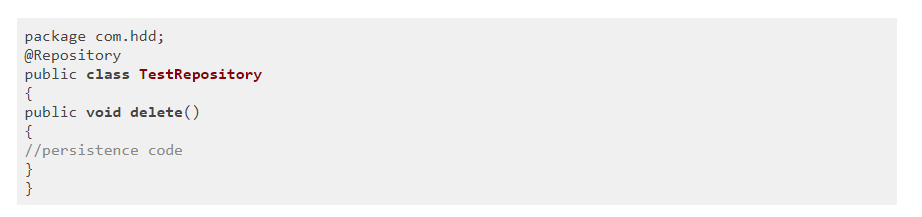 package com.hdd;
@Repository
public class TestRepository
{
public void delete()
{
//persistence code
}
}